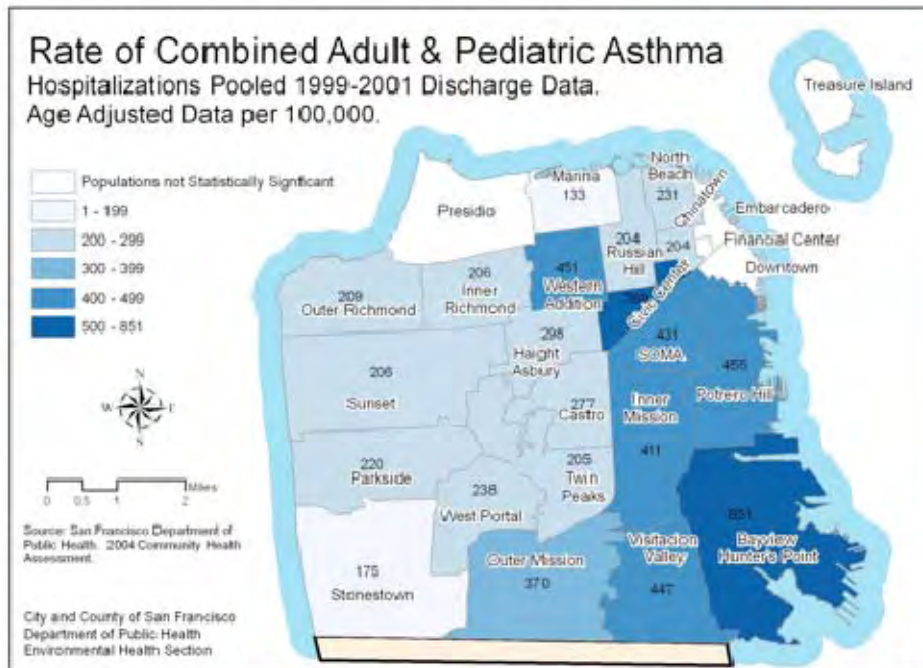 Rate of Combined Adult & Pediatric Asthma
Hospitalizations Pooled 1999-2001 Discharge Data.
Age Adjusted Data per 100,000.
Populations not Statistically Signficant
1 - 199
200 - 299
300 - 399
400 - 499
500 - 851
N
W
E
S
0 0.5 1 2
Miles
Source: San Francisco Department of
Public Health. 2004 Community Health
Assessment.
City and County of San Francisco
Department of Public Health
Environmental Health Section
Treasure Island
Presidio
Marina
133
North
Beach
231
Chinatown
Embarcadero
Financial Center
Downtown
204
Russian
Hill
204
Civic Center
451
Western
Addition
206
Inner
Richmond
209
Outer Richmond
298
Haight
Asbury
431
SOMA
455
Potrero Hill
206
Sunset
277
Castro
Inner
Mission
411
220
Parkside
205
Twin
Peaks
238
West Portal
851
Bayview
Hunter's Point
175
Stonestown
Outer Mission
370
Visitacion
Valley
447